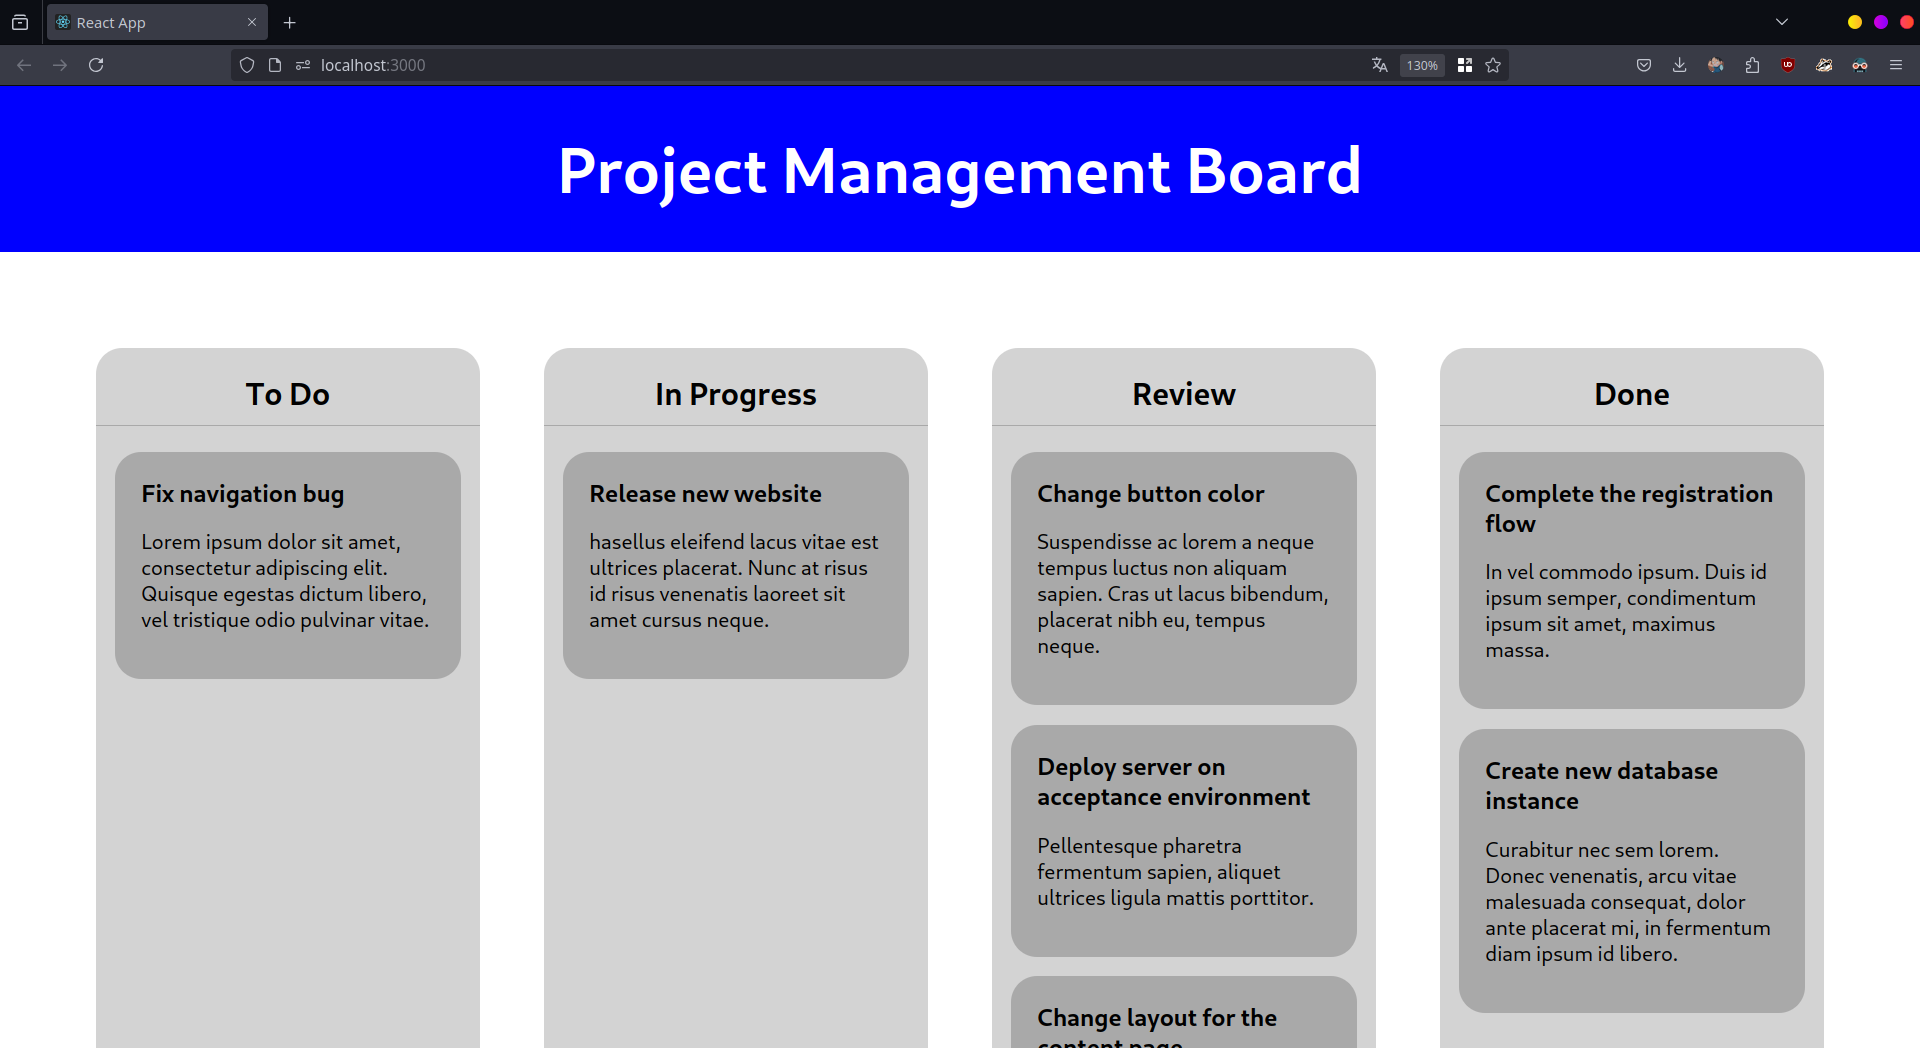 React App
localhost:3000
130%
Project Management Board
To Do
Fix navigation bug
Lorem ipsum dolor sit amet,
consectetur adipiscing elit.
Quisque egestas dictum libero,
vel tristique odio pulvinar vitae.
In Progress
Release new website
hasellus eleifend lacus vitae est
ultrices placerat. Nunc at risus
id risus venenatis laoreet sit
amet cursus neque.
Review
Change button color
Suspendisse ac lorem a neque
tempus luctus non aliquam
sapien. Cras ut lacus bibendum,
placerat nibh eu, tempus
neque.
Deploy server on
acceptance environment
Pellentesque pharetra
fermentum sapien, aliquet
ultrices ligula mattis porttitor.
Change layout for the
content page
Done
Complete the registration
flow
In vel commodo ipsum. Duis id
ipsum semper, condimentum
ipsum sit amet, maximus
massa.
Create new database
instance
Curabitur nec sem lorem.
Donec venenatis, arcu vitae
malesuada consequat, dolor
ante placerat mi, in fermentum
diam ipsum id libero.